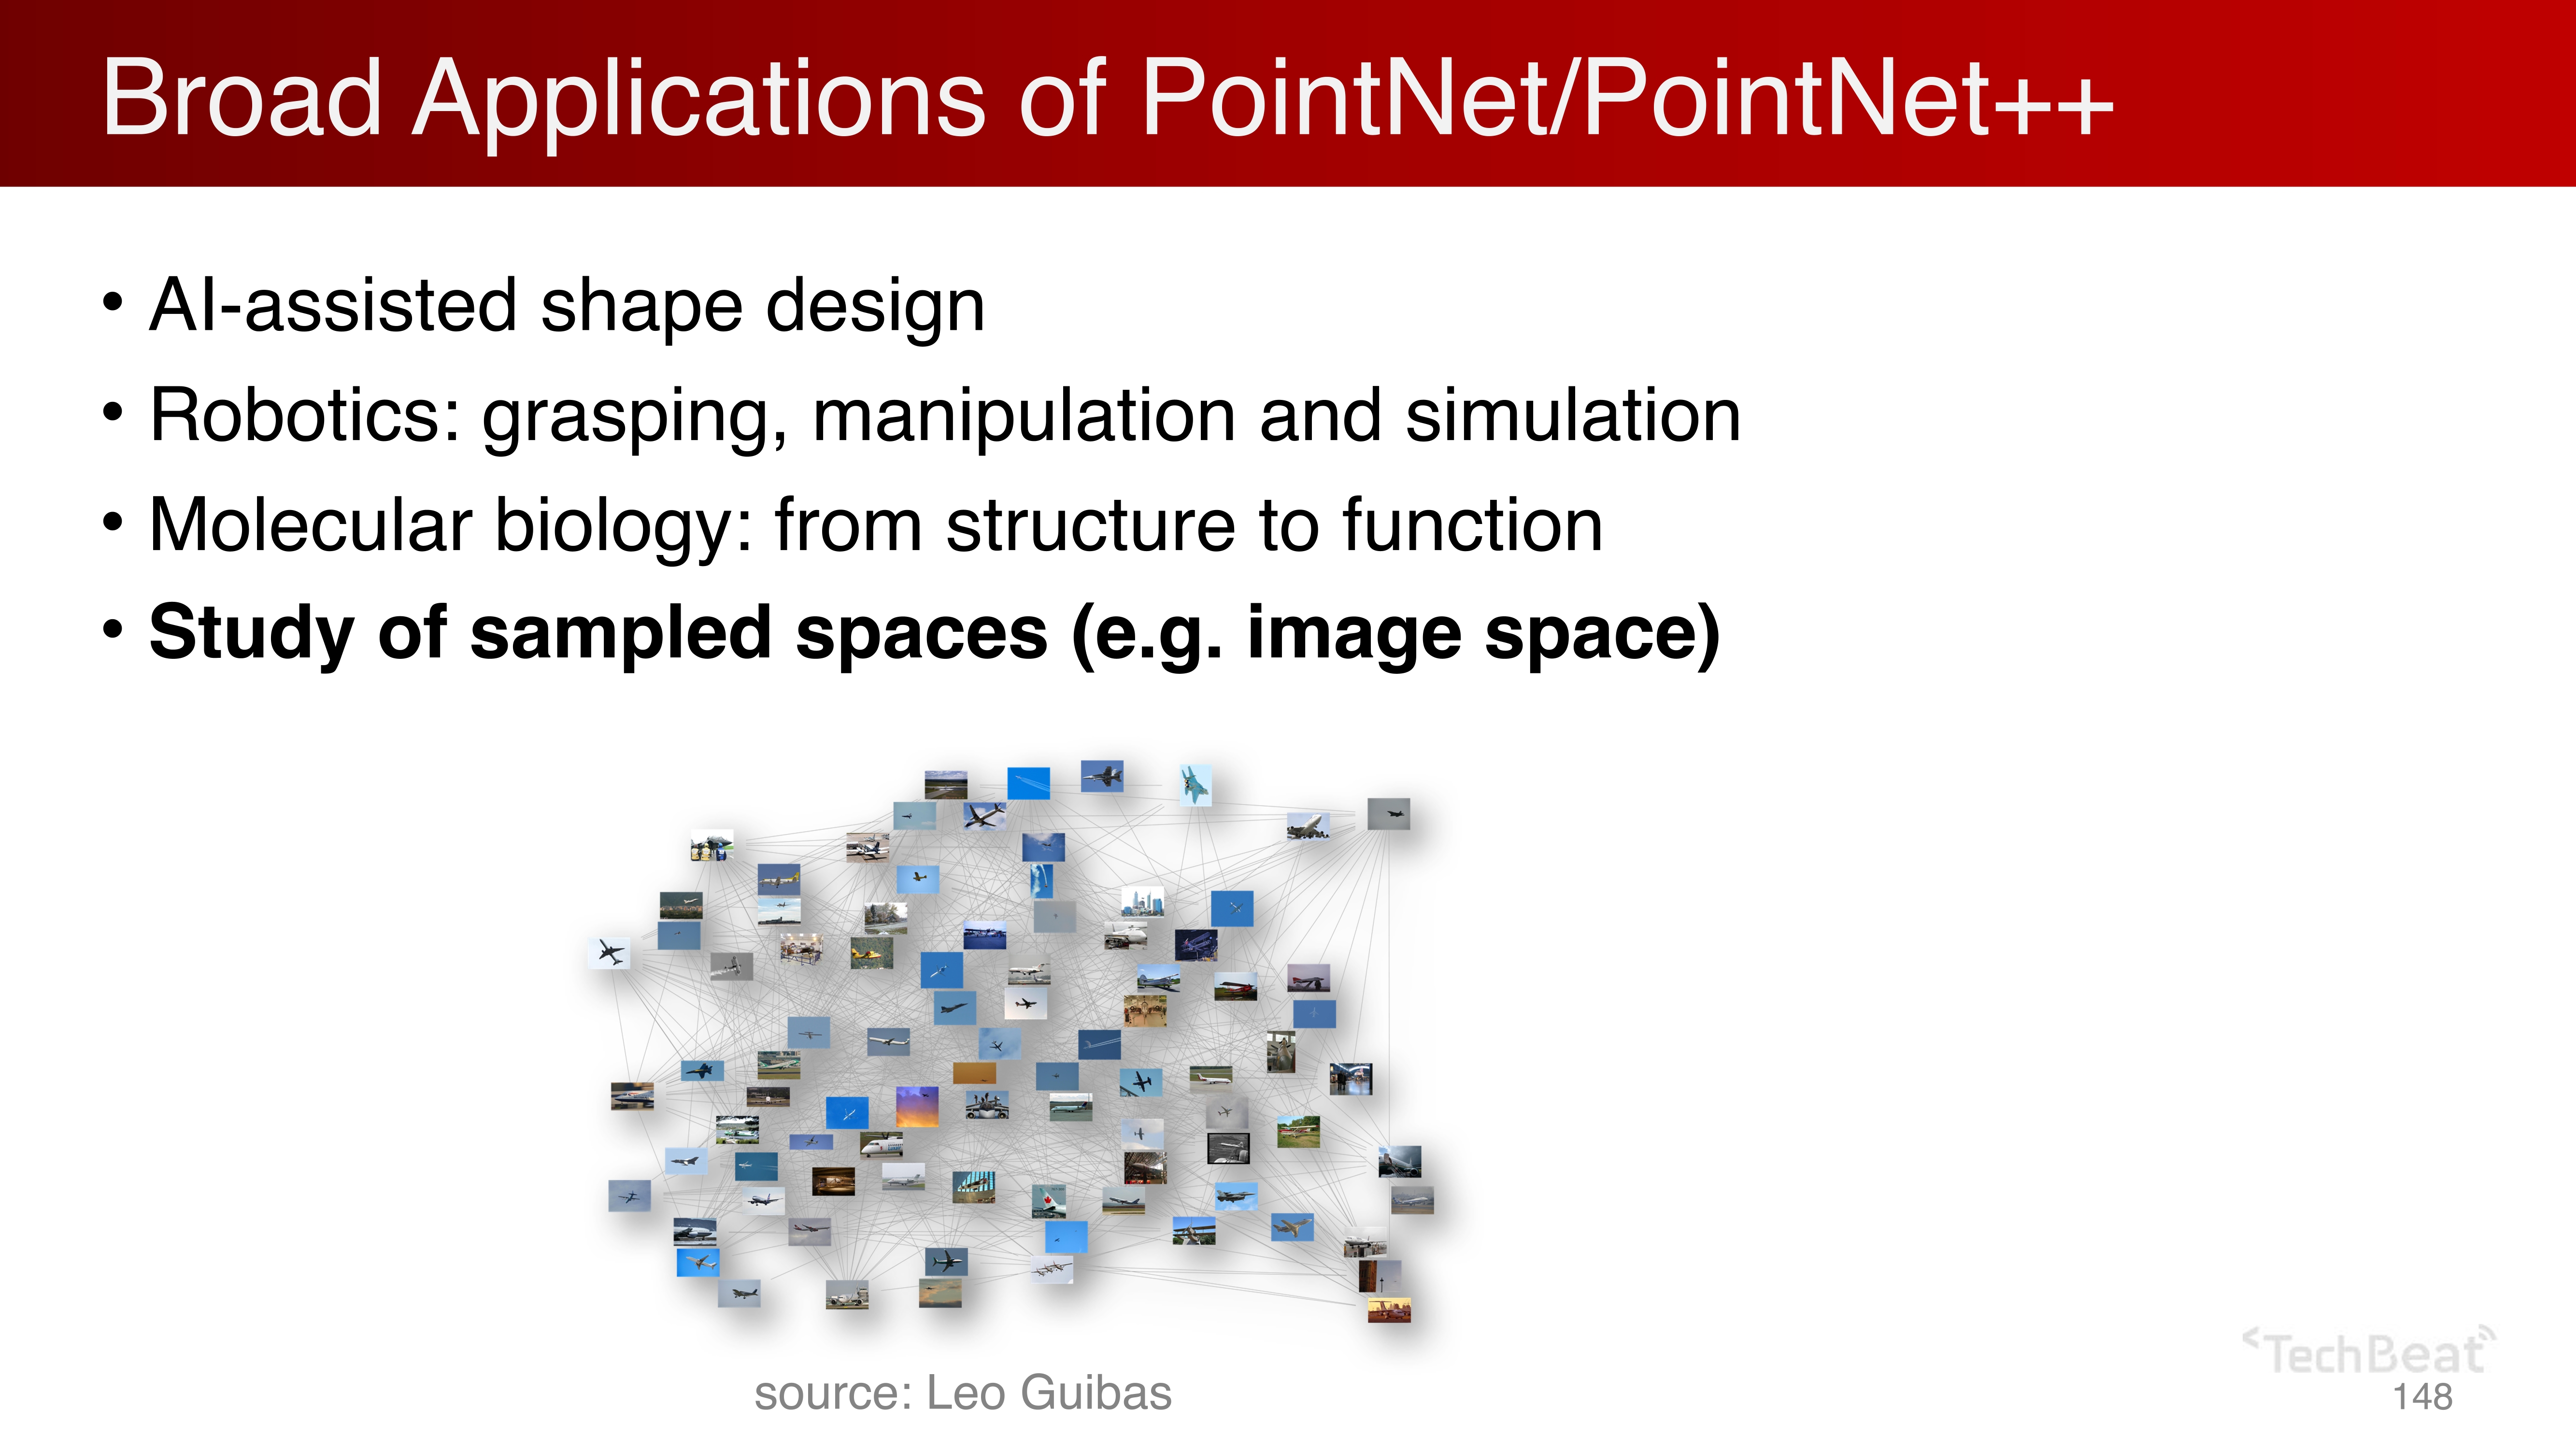 Broad Applications of PointNet/PointNet++
• AI-assisted shape design
• Robotics: grasping, manipulation and simulation
• Molecular biology: from structure to function
• Study of sampled spaces (e.g. image space)
source: Leo Guibas
TechBeat
148